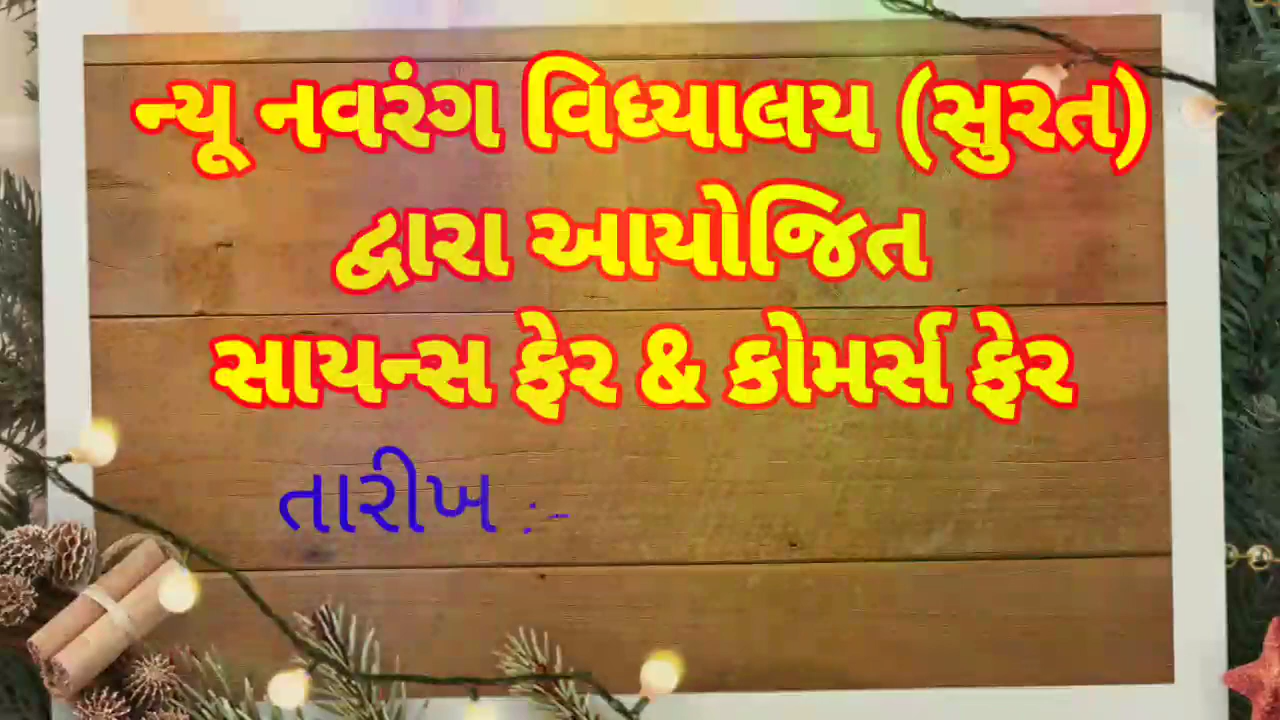 ન્યૂ નવરંગ વિધ્યાલય (સુરત)
દ્વારા આયોજિત
સાયન્સ ફેર & કોમર્સ ફેર
તારીખ :-